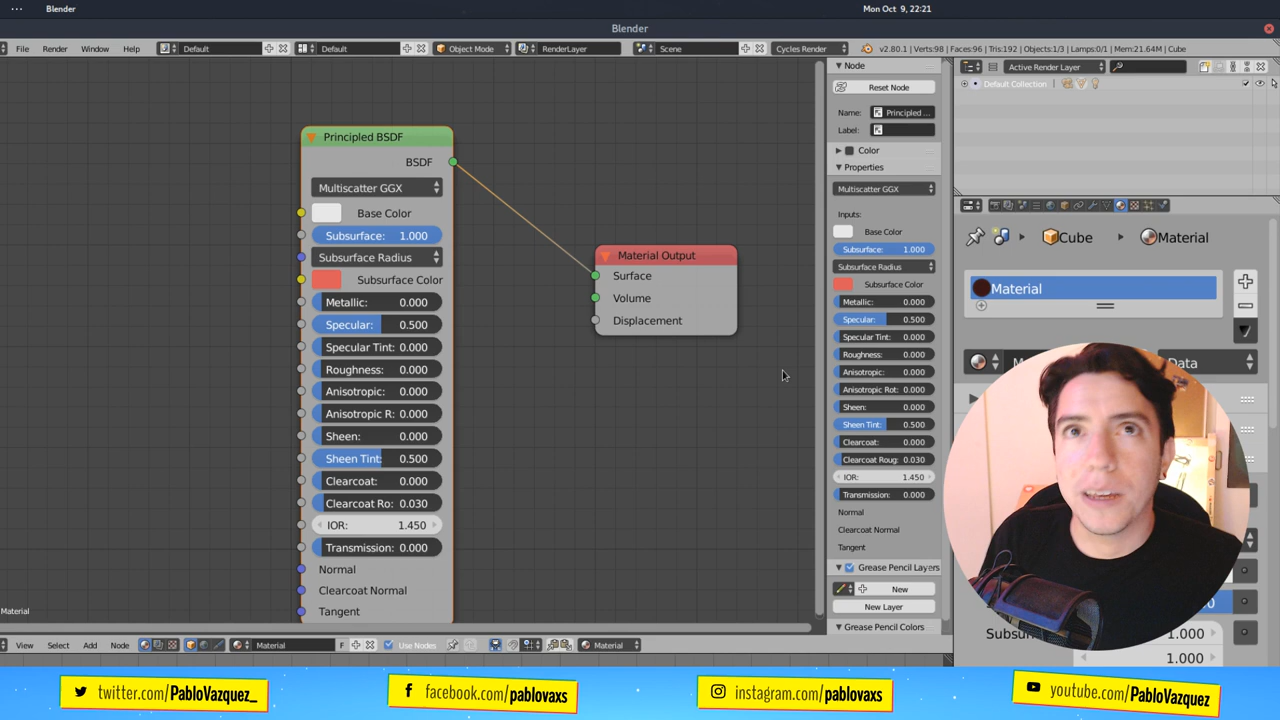 Blender
Mon Oct 9, 22:21
Blender
File Render Window Help Default Default Object Mode RenderLayer Scene Cycles Render v2.80.1 | Verts:98 | Faces:96 | Tris:192 | Objects:1/3 | Lamps:0/1 | Mem:21.64M | Cube
Principled BSDF
BSDF
Multiscatter GGX
Base Color
Subsurface: 1.000
Subsurface Radius
Subsurface Color
Metallic: 0.000
Specular: 0.500
Specular Tint: 0.000
Roughness: 0.000
Anisotropic: 0.000
Anisotropic R: 0.000
Sheen: 0.000
Sheen Tint: 0.500
Clearcoat: 0.000
Clearcoat Ro: 0.030
IOR: 1.450
Transmission: 0.000
Normal
Clearcoat Normal
Tangent
Material Output
Surface
Volume
Displacement
Material
Node
Reset Node
Name: Principled ...
Label:
Color
Properties
Multiscatter GGX
Inputs:
Base Color
Subsurface: 1.000
Subsurface Radius
Subsurface Color
Metallic: 0.000
Specular: 0.500
Specular Tint: 0.000
Roughness: 0.000
Anisotropic: 0.000
Anisotropic Rot: 0.000
Sheen: 0.000
Sheen Tint: 0.500
Clearcoat: 0.000
Clearcoat Roug: 0.030
IOR: 1.450
Transmission: 0.000
Normal
Clearcoat Normal
Tangent
Grease Pencil Layers
New
New Layer
Grease Pencil Colors
Active Render Layer
Default Collection
Cube Material
Material
Data
1.000
1.000
View Select Add Node Material F Use Nodes Material
twitter.com/PabloVazquez_
facebook.com/pablovaxs
instagram.com/pablovaxs
youtube.com/PabloVazquez